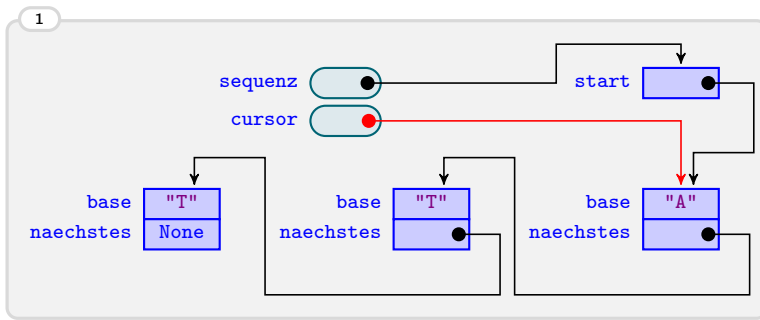 1
sequenz start
cursor
base "T" base "T" base "A"
naechstes None naechstes naechstes